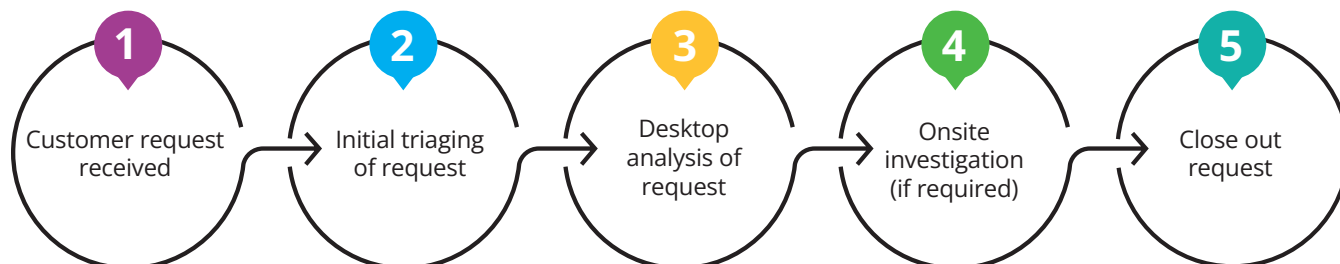 1
Customer request
received
2
Initial triaging
of request
3
Desktop
analysis of
request
4
Onsite
investigation
(if required)
5
Close out
request